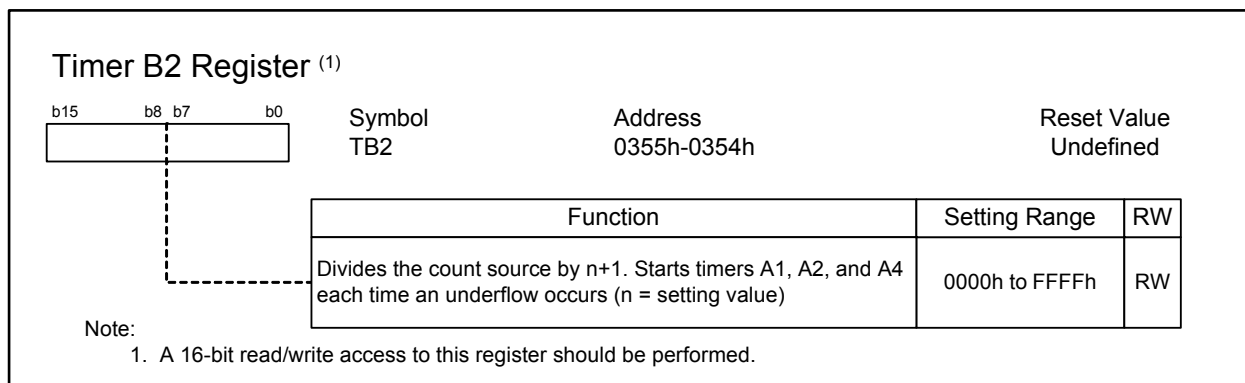 Timer B2 Register (1)
b15 b8 b7 b0
Symbol Address Reset Value
TB2 0355h-0354h Undefined
Function Setting Range RW
Divides the count source by n+1. Starts timers A1, A2, and A4
each time an underflow occurs (n = setting value)
0000h to FFFFh RW
Note:
1. A 16-bit read/write access to this register should be performed.